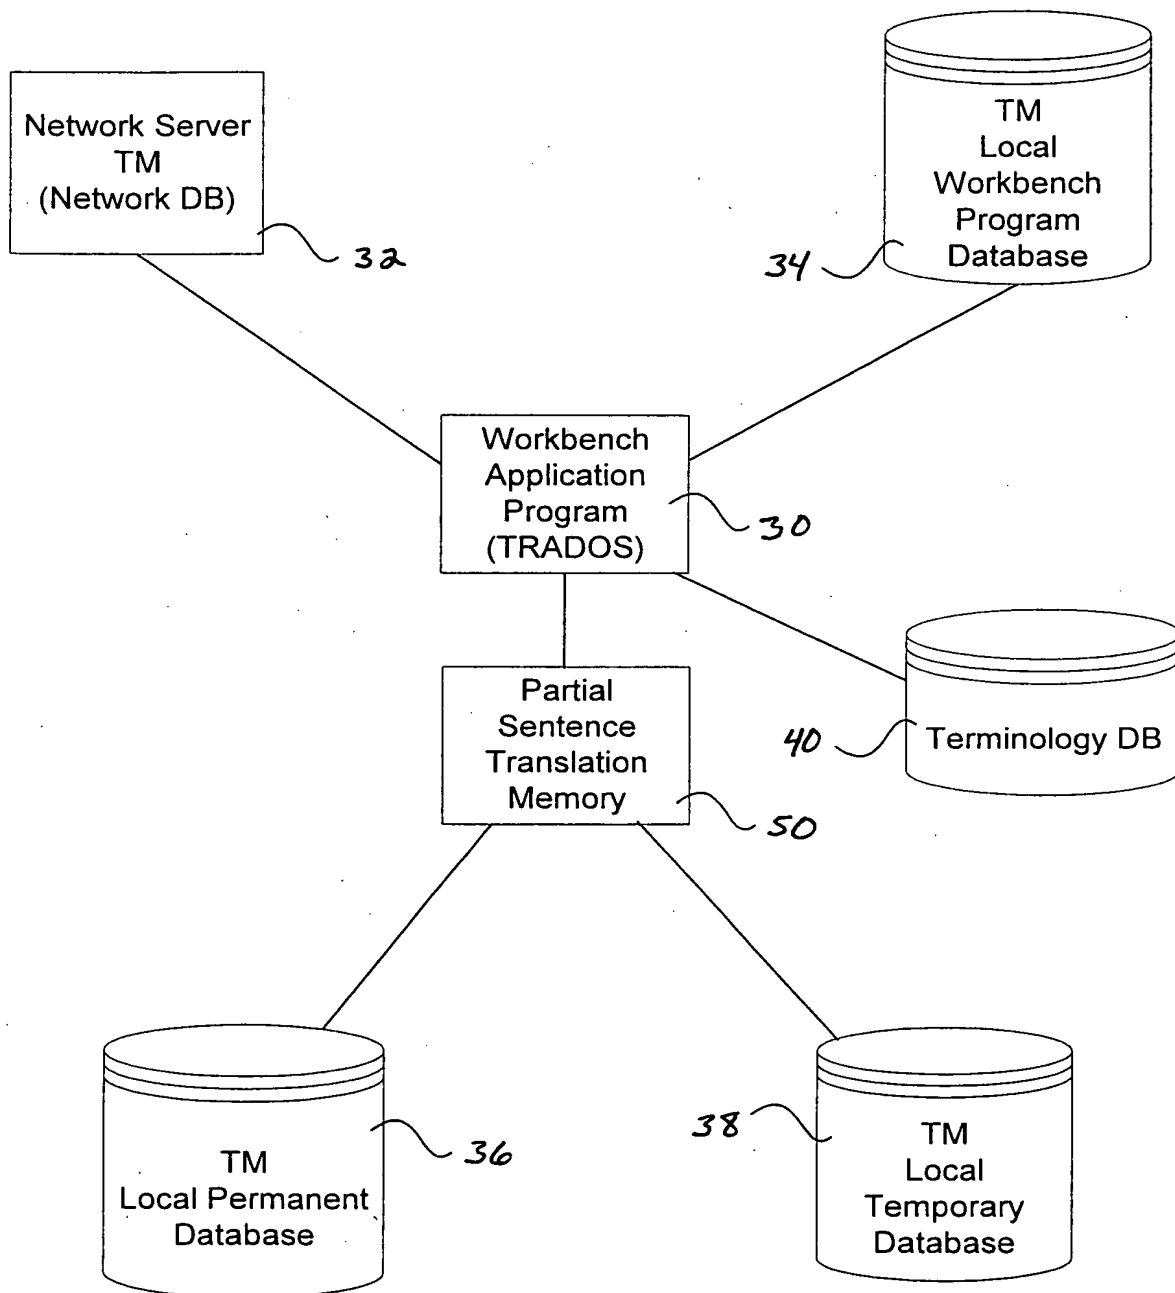 Network Server
TM
(Network DB)
32
TM
Local
Workbench
Program
Database
34
Workbench
Application
Program
(TRADOS)
30
Partial
Sentence
Translation
Memory
50
40
Terminology DB
TM
Local Permanent
Database
36
38
TM
Local
Temporary
Database